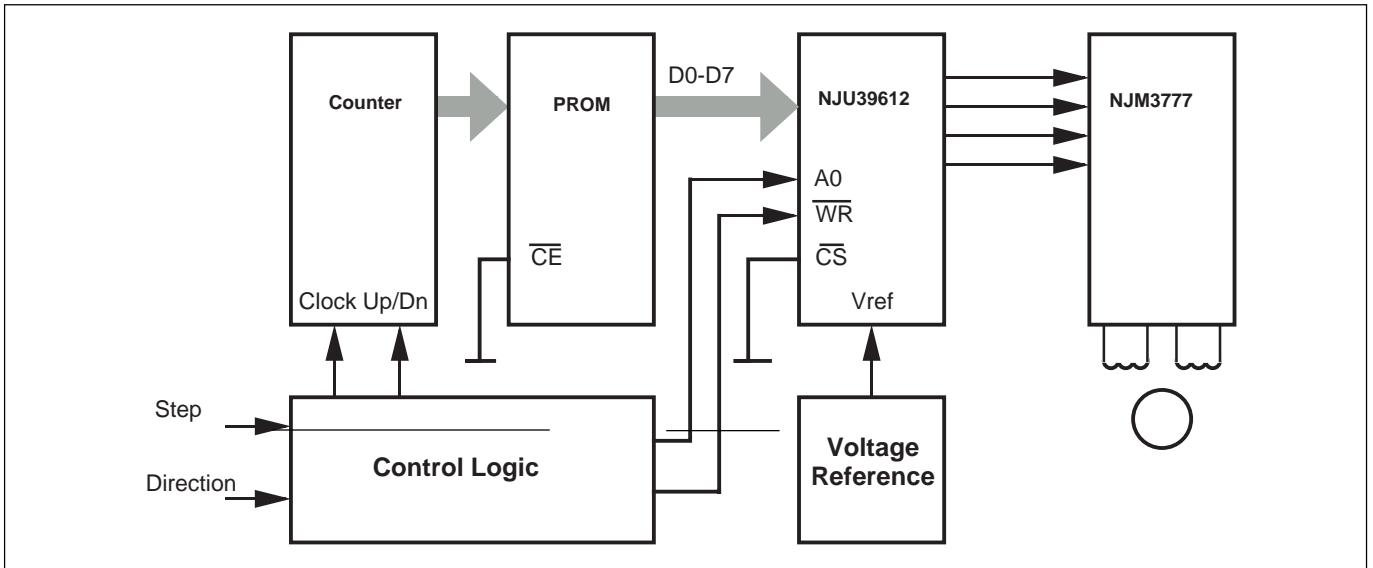 D0-D7
Counter
PROM
NJU39612
NJM3777
A0
WR
CE
CS
Clock Up/Dn
Vref
Step
Direction
Control Logic
Voltage
Reference